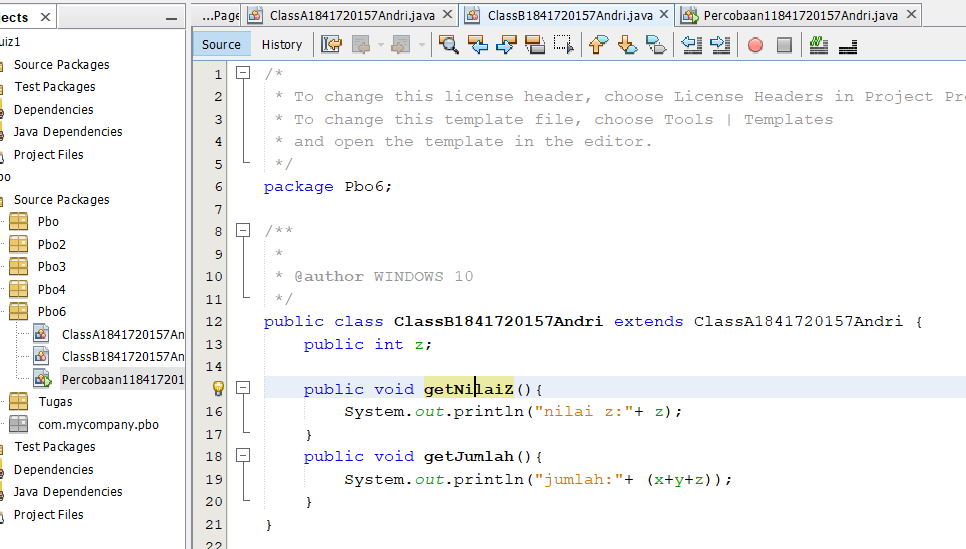 jects
...Page
ClassA1841720157Andri.java
ClassB1841720157Andri.java
Percobaan11841720157Andri.java
Source
History
uiz1
Source Packages
Test Packages
Dependencies
Java Dependencies
Project Files
bo
Source Packages
Pbo
Pbo2
Pbo3
Pbo4
Pbo6
ClassA1841720157An
ClassB1841720157An
Percobaan118417201
Tugas
com.mycompany.pbo
Test Packages
Dependencies
Java Dependencies
Project Files
1 /*
2 * To change this license header, choose License Headers in Project Pr
3 * To change this template file, choose Tools | Templates
4 * and open the template in the editor.
5 */
6 package Pbo6;
7
8 /**
9 *
10 * @author WINDOWS 10
11 */
12 public class ClassB1841720157Andri extends ClassA1841720157Andri {
13 public int z;
14
public void getNilaiZ(){
16 System.out.println("nilai z:"+ z);
17 }
18 public void getJumlah(){
19 System.out.println("jumlah:"+ (x+y+z));
20 }
21 }
22